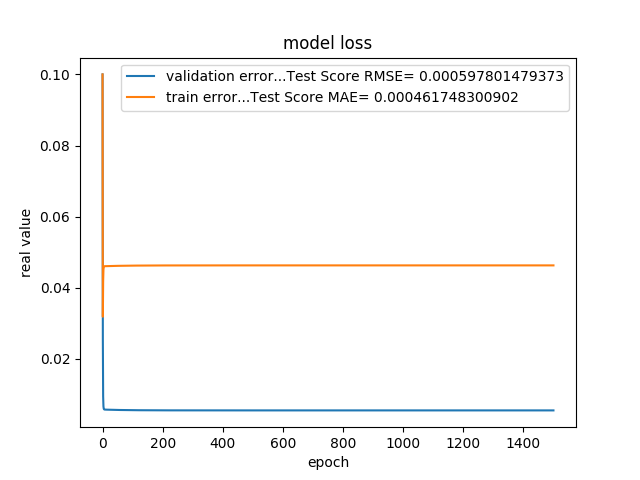 model loss
validation error...Test Score RMSE= 0.000597801479373
train error...Test Score MAE= 0.000461748300902
0.10
0.08
0.06
0.04
0.02
real value
0 200 400 600 800 1000 1200 1400
epoch